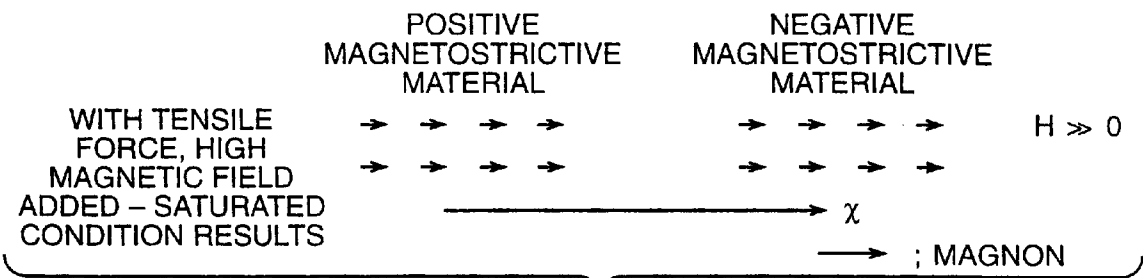 POSITIVE
MAGNETOSTRICTIVE
MATERIAL
NEGATIVE
MAGNETOSTRICTIVE
MATERIAL
WITH TENSILE
FORCE, HIGH
MAGNETIC FIELD
ADDED – SATURATED
CONDITION RESULTS
H ≫ 0
χ
; MAGNON